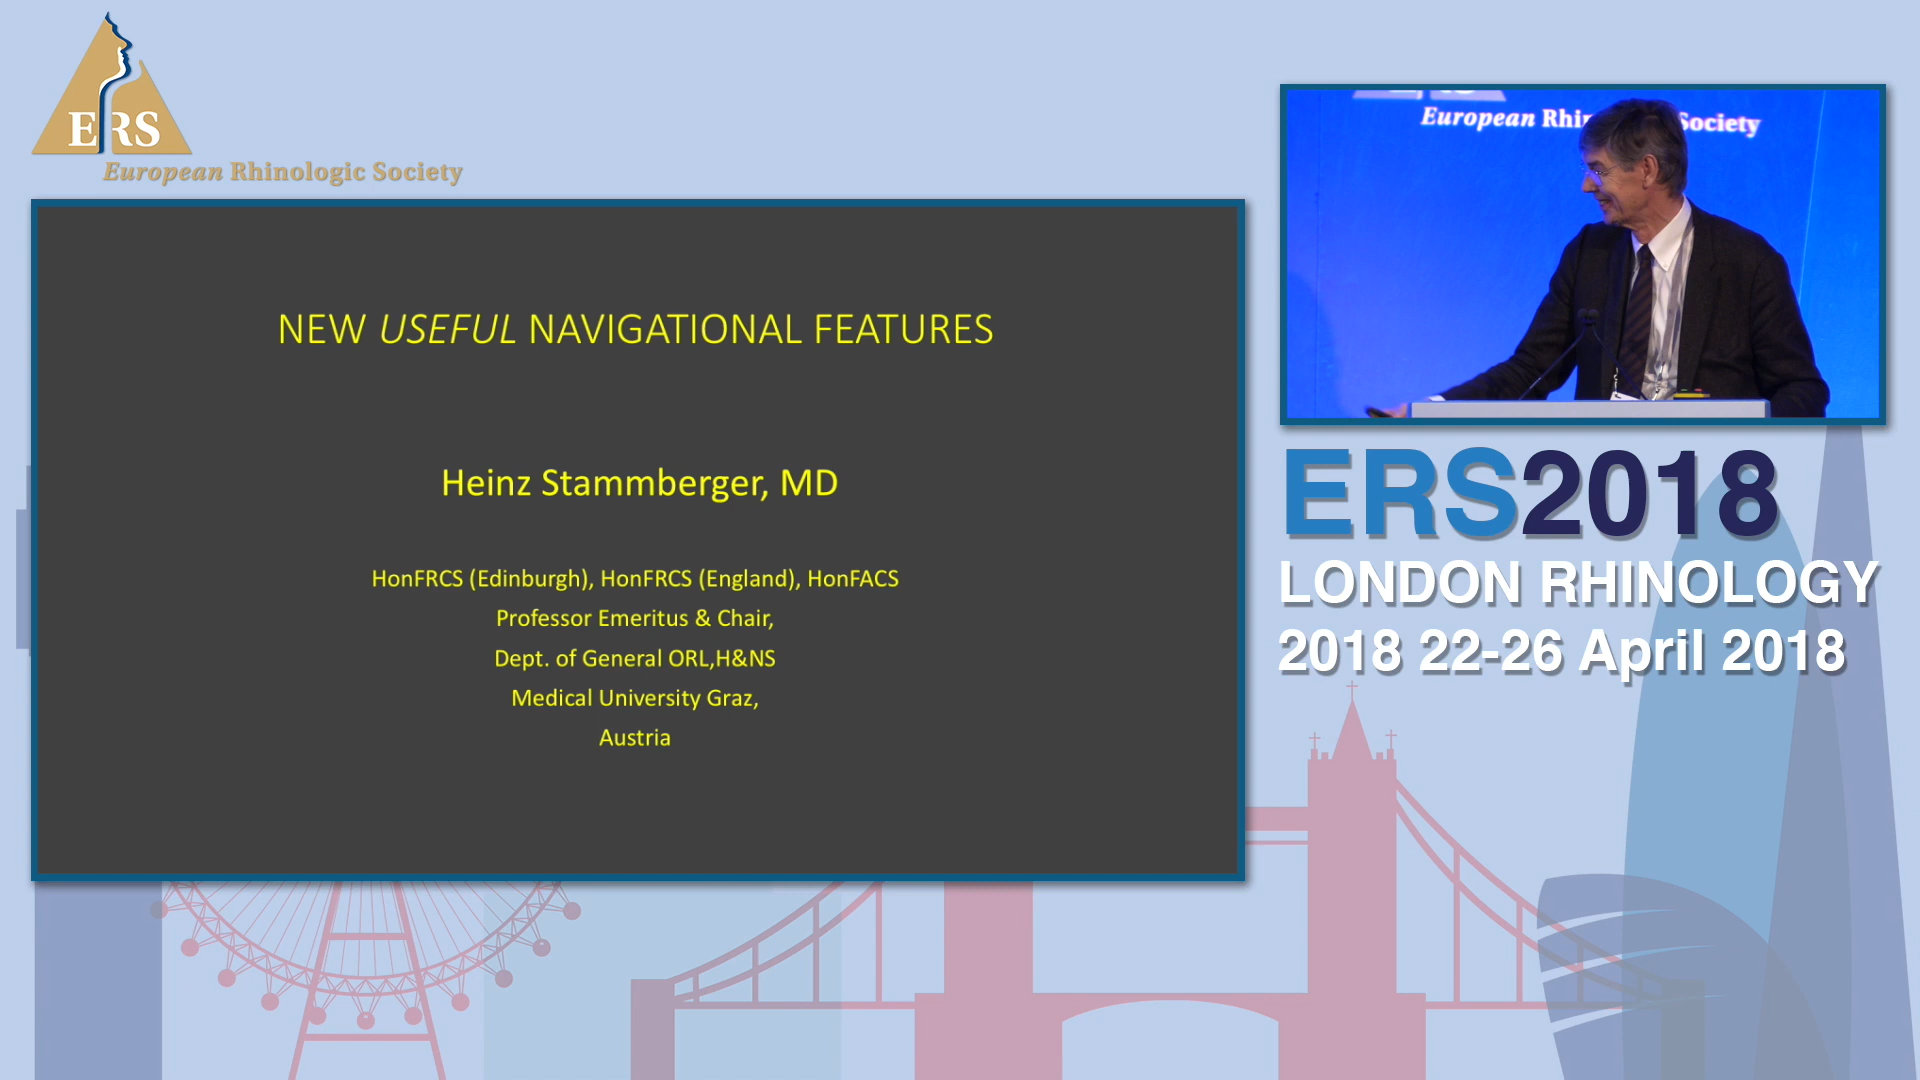 ERS
European Rhinologic Society
NEW USEFUL NAVIGATIONAL FEATURES
Heinz Stammberger, MD
HonFRCS (Edinburgh), HonFRCS (England), HonFACS
Professor Emeritus & Chair,
Dept. of General ORL,H&NS
Medical University Graz,
Austria
European Rhi Society
ERS2018
LONDON RHINOLOGY
2018 22-26 April 2018